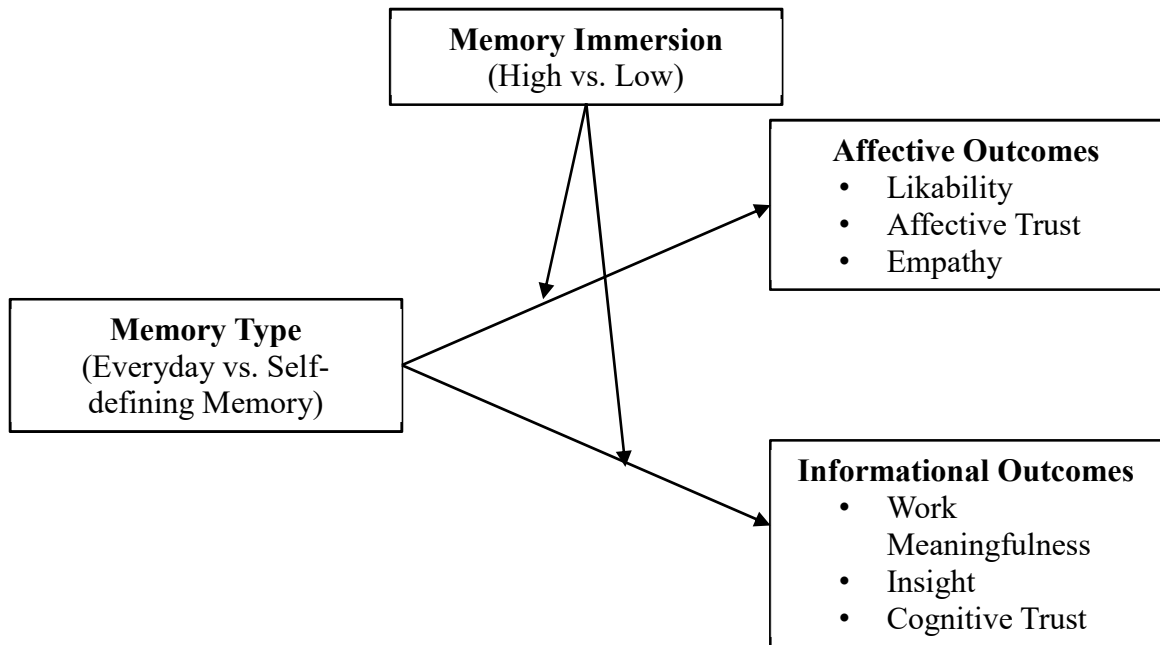 Memory Immersion
(High vs. Low)
Affective Outcomes
• Likability
• Affective Trust
• Empathy
Memory Type
(Everyday vs. Self-
defining Memory)
Informational Outcomes
• Work
Meaningfulness
• Insight
• Cognitive Trust